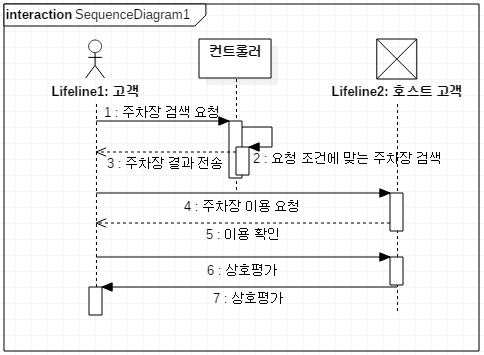 interaction SequenceDiagram1
컨트롤러
Lifeline1: 고객
Lifeline2: 호스트 고객
1 : 주차장 검색 요청
2 : 요청 조건에 맞는 주차장 검색
3 : 주차장 결과 전송
4 : 주차장 이용 요청
5 : 이용 확인
6 : 상호평가
7 : 상호평가